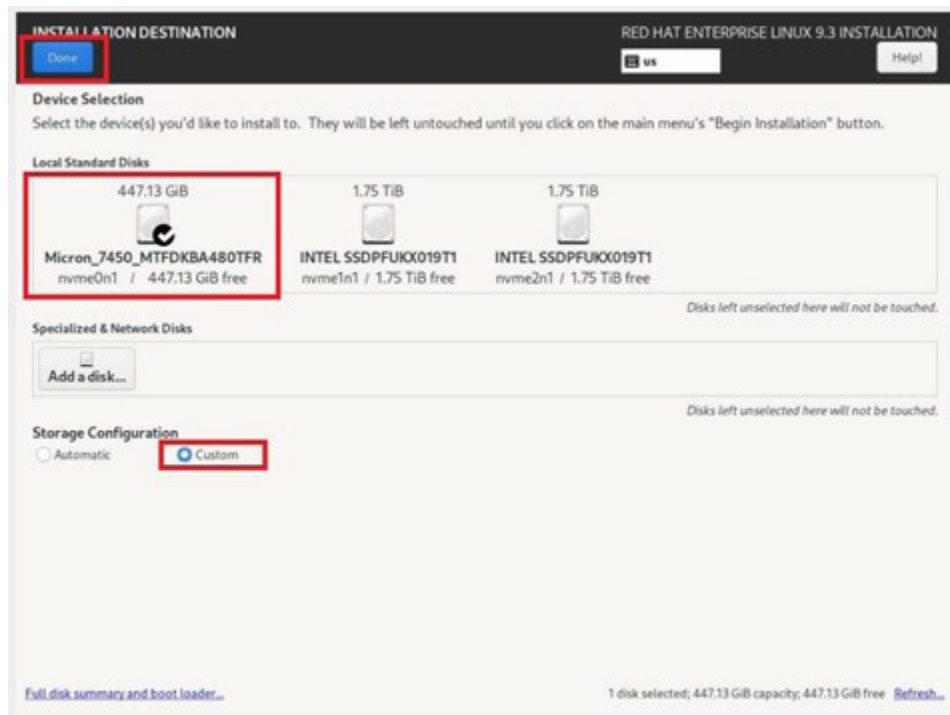 INSTALLATION DESTINATION
RED HAT ENTERPRISE LINUX 9.3 INSTALLATION
Done
us
Help!
Device Selection
Select the device(s) you'd like to install to. They will be left untouched until you click on the main menu's "Begin Installation" button.
Local Standard Disks
447.13 GiB
Micron_7450_MTFDKBA480TFR
nvme0n1 / 447.13 GiB free
1.75 TiB
INTEL SSDPFUKX019T1
nvme1n1 / 1.75 TiB free
1.75 TiB
INTEL SSDPFUKX019T1
nvme2n1 / 1.75 TiB free
Disks left unselected here will not be touched.
Specialized & Network Disks
Add a disk...
Disks left unselected here will not be touched.
Storage Configuration
Automatic
Custom
Full disk summary and boot loader...
1 disk selected; 447.13 GiB capacity; 447.13 GiB free Refresh...